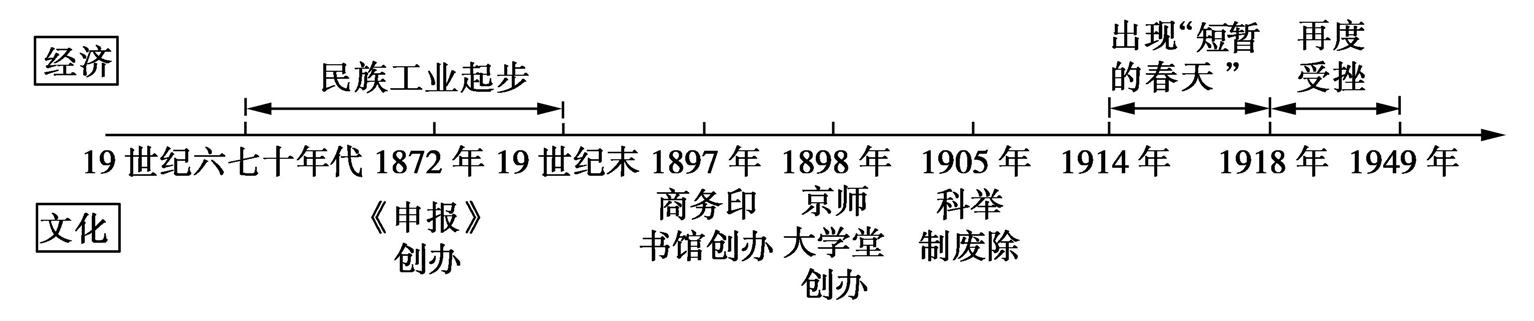 经济
民族工业起步
出现“短暂
的春天”
再度
受挫
19世纪六七十年代 1872年 19世纪末 1897年 1898年 1905年 1914年 1918年 1949年
文化
《申报》
创办
商务印
书馆创办
京师
大学堂
创办
科举
制废除